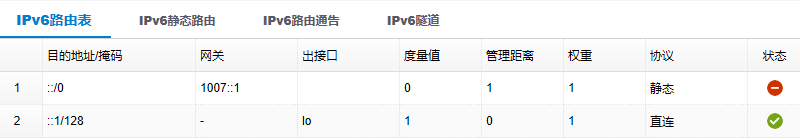 IPv6路由表 IPv6静态路由 IPv6路由通告 IPv6隧道
目的地址/掩码 网关 出接口 度量值 管理距离 权重 协议 状态
1 ::/0 1007::1 0 1 1 静态
2 ::1/128 - lo 1 0 1 直连